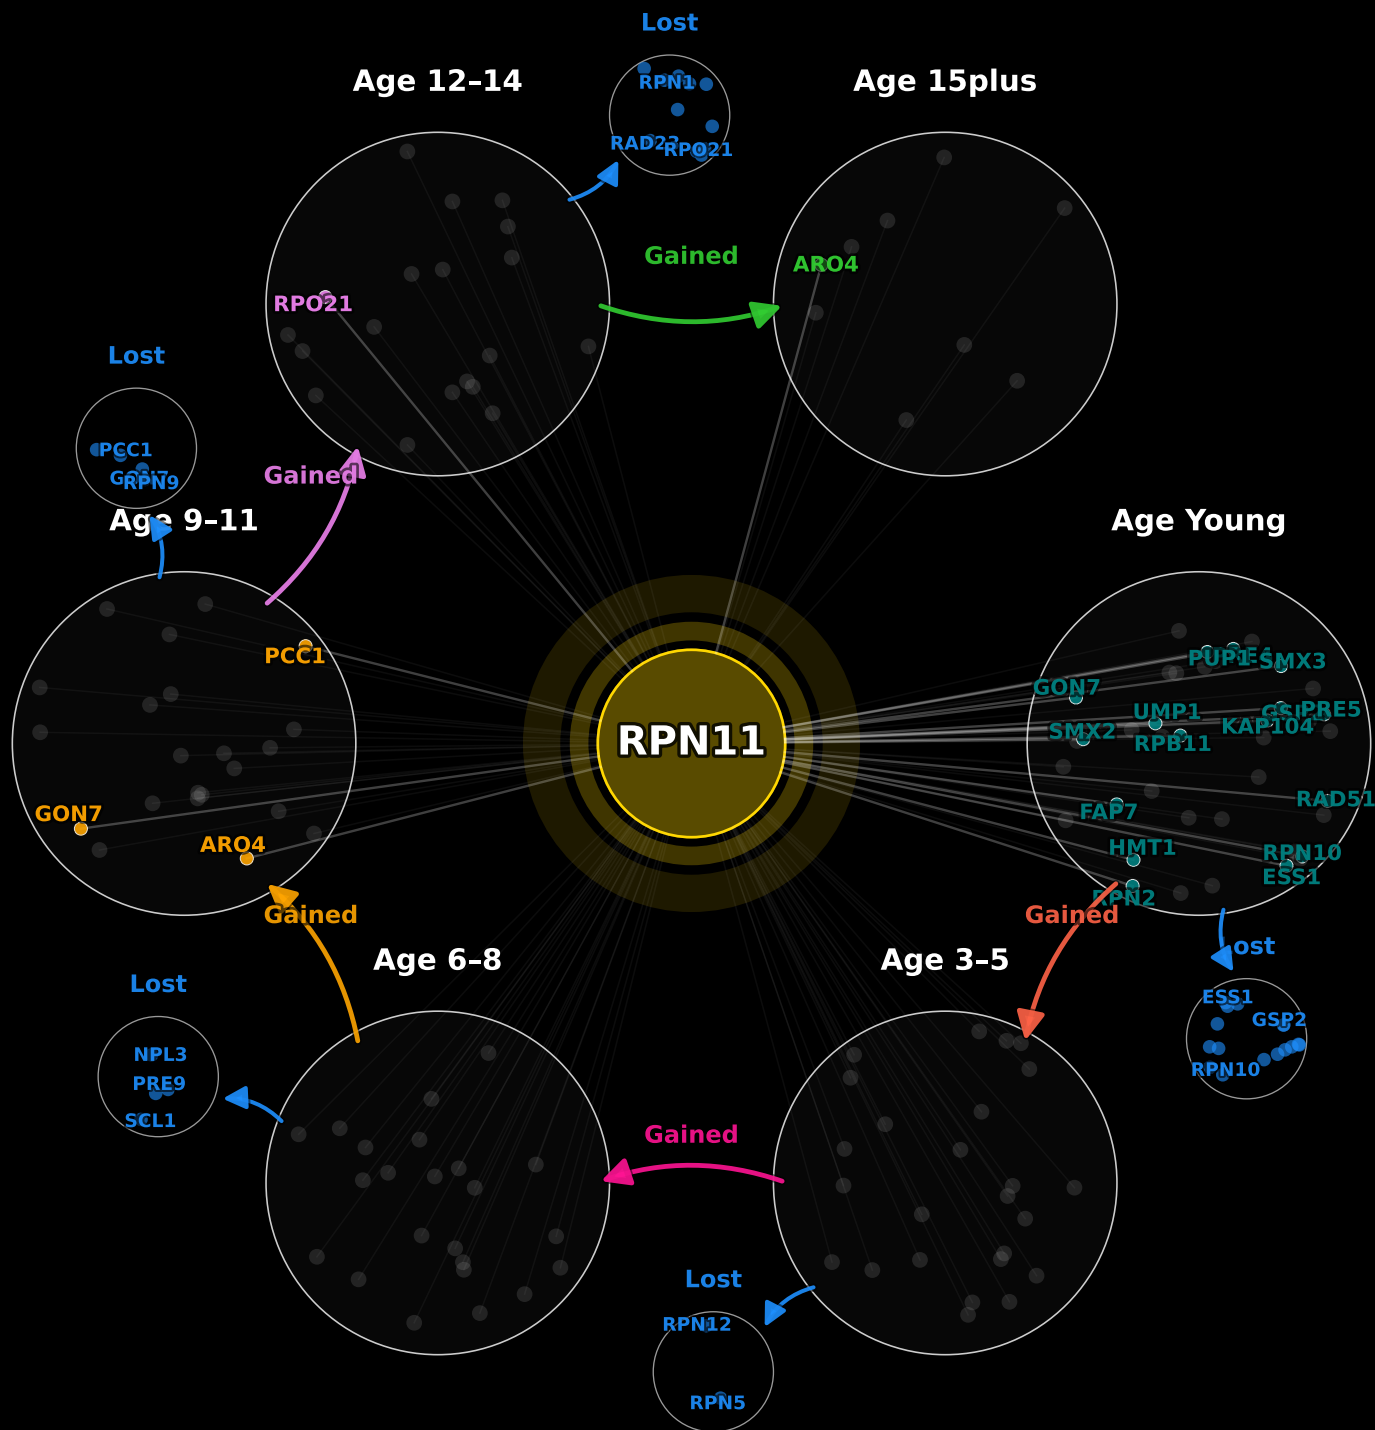 Lost
Age 12–14
Age 15plus
RPN1
RPO21
Gained
ARO4
RPO21
Lost
PCC1
RPN9
Gained
Age 9–11
Age Young
PCC1
PUP1
SMX3
GON7
UMP1
PRE5
KAP104
SMX2
RPB11
RPN11
GON7
FAP7
RAD51
ARO4
HMT1
RPN10
ESS1
RPN2
Gained
Gained
ost
Age 6–8
Age 3–5
Lost
ESS1
GSP2
NPL3
RPN10
PRE9
SCL1
Gained
Lost
RPN12
RPN5